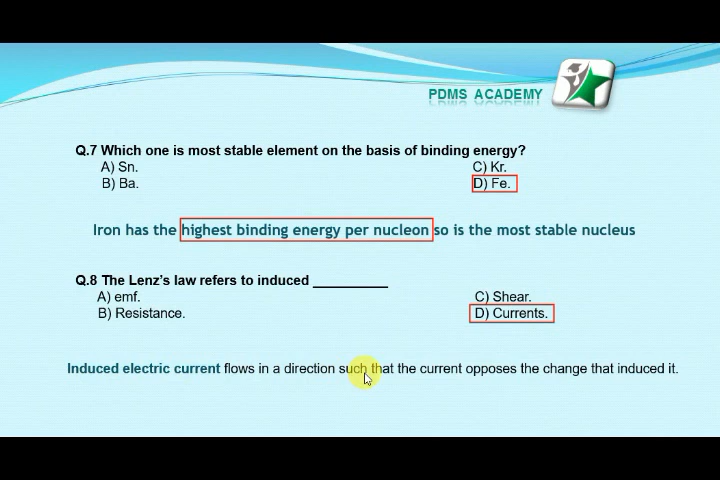 PDMS ACADEMY
Q.7 Which one is most stable element on the basis of binding energy?
A) Sn. C) Kr.
B) Ba. D) Fe.
Iron has the highest binding energy per nucleon so is the most stable nucleus
Q.8 The Lenz's law refers to induced __________
A) emf. C) Shear.
B) Resistance. D) Currents.
Induced electric current flows in a direction such that the current opposes the change that induced it.